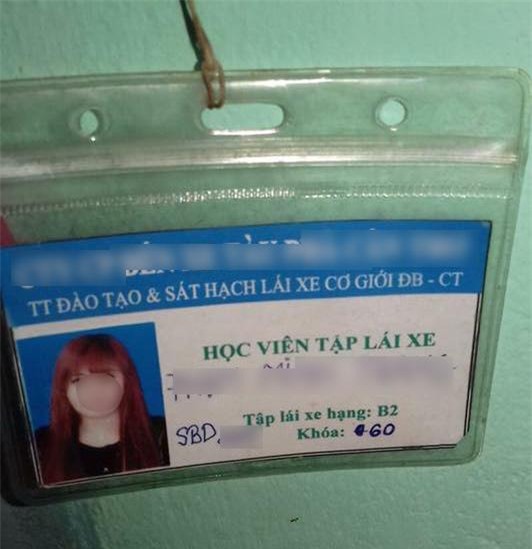 TT ĐÀO TẠO & SÁT HẠCH LÁI XE CƠ GIỚI ĐB - CT
HỌC VIÊN TẬP LÁI XE
Tập lái xe hạng: B2
SBD
Khóa: 60